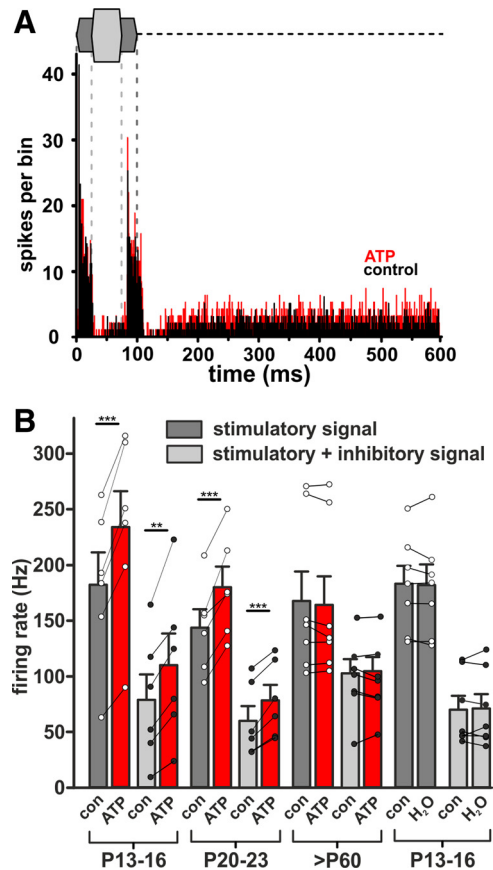 A
40
30
20
10
0
spikes per bin
ATP
control
0 100 200 300 400 500 600
time (ms)
B
stimulatory signal
stimulatory + inhibitory signal
300
250
200
150
100
50
0
firing rate (Hz)
*** ** *** ***
con ATP con ATP con ATP con ATP con ATP con ATP con H₂O con H₂O
P13-16 P20-23 >P60 P13-16